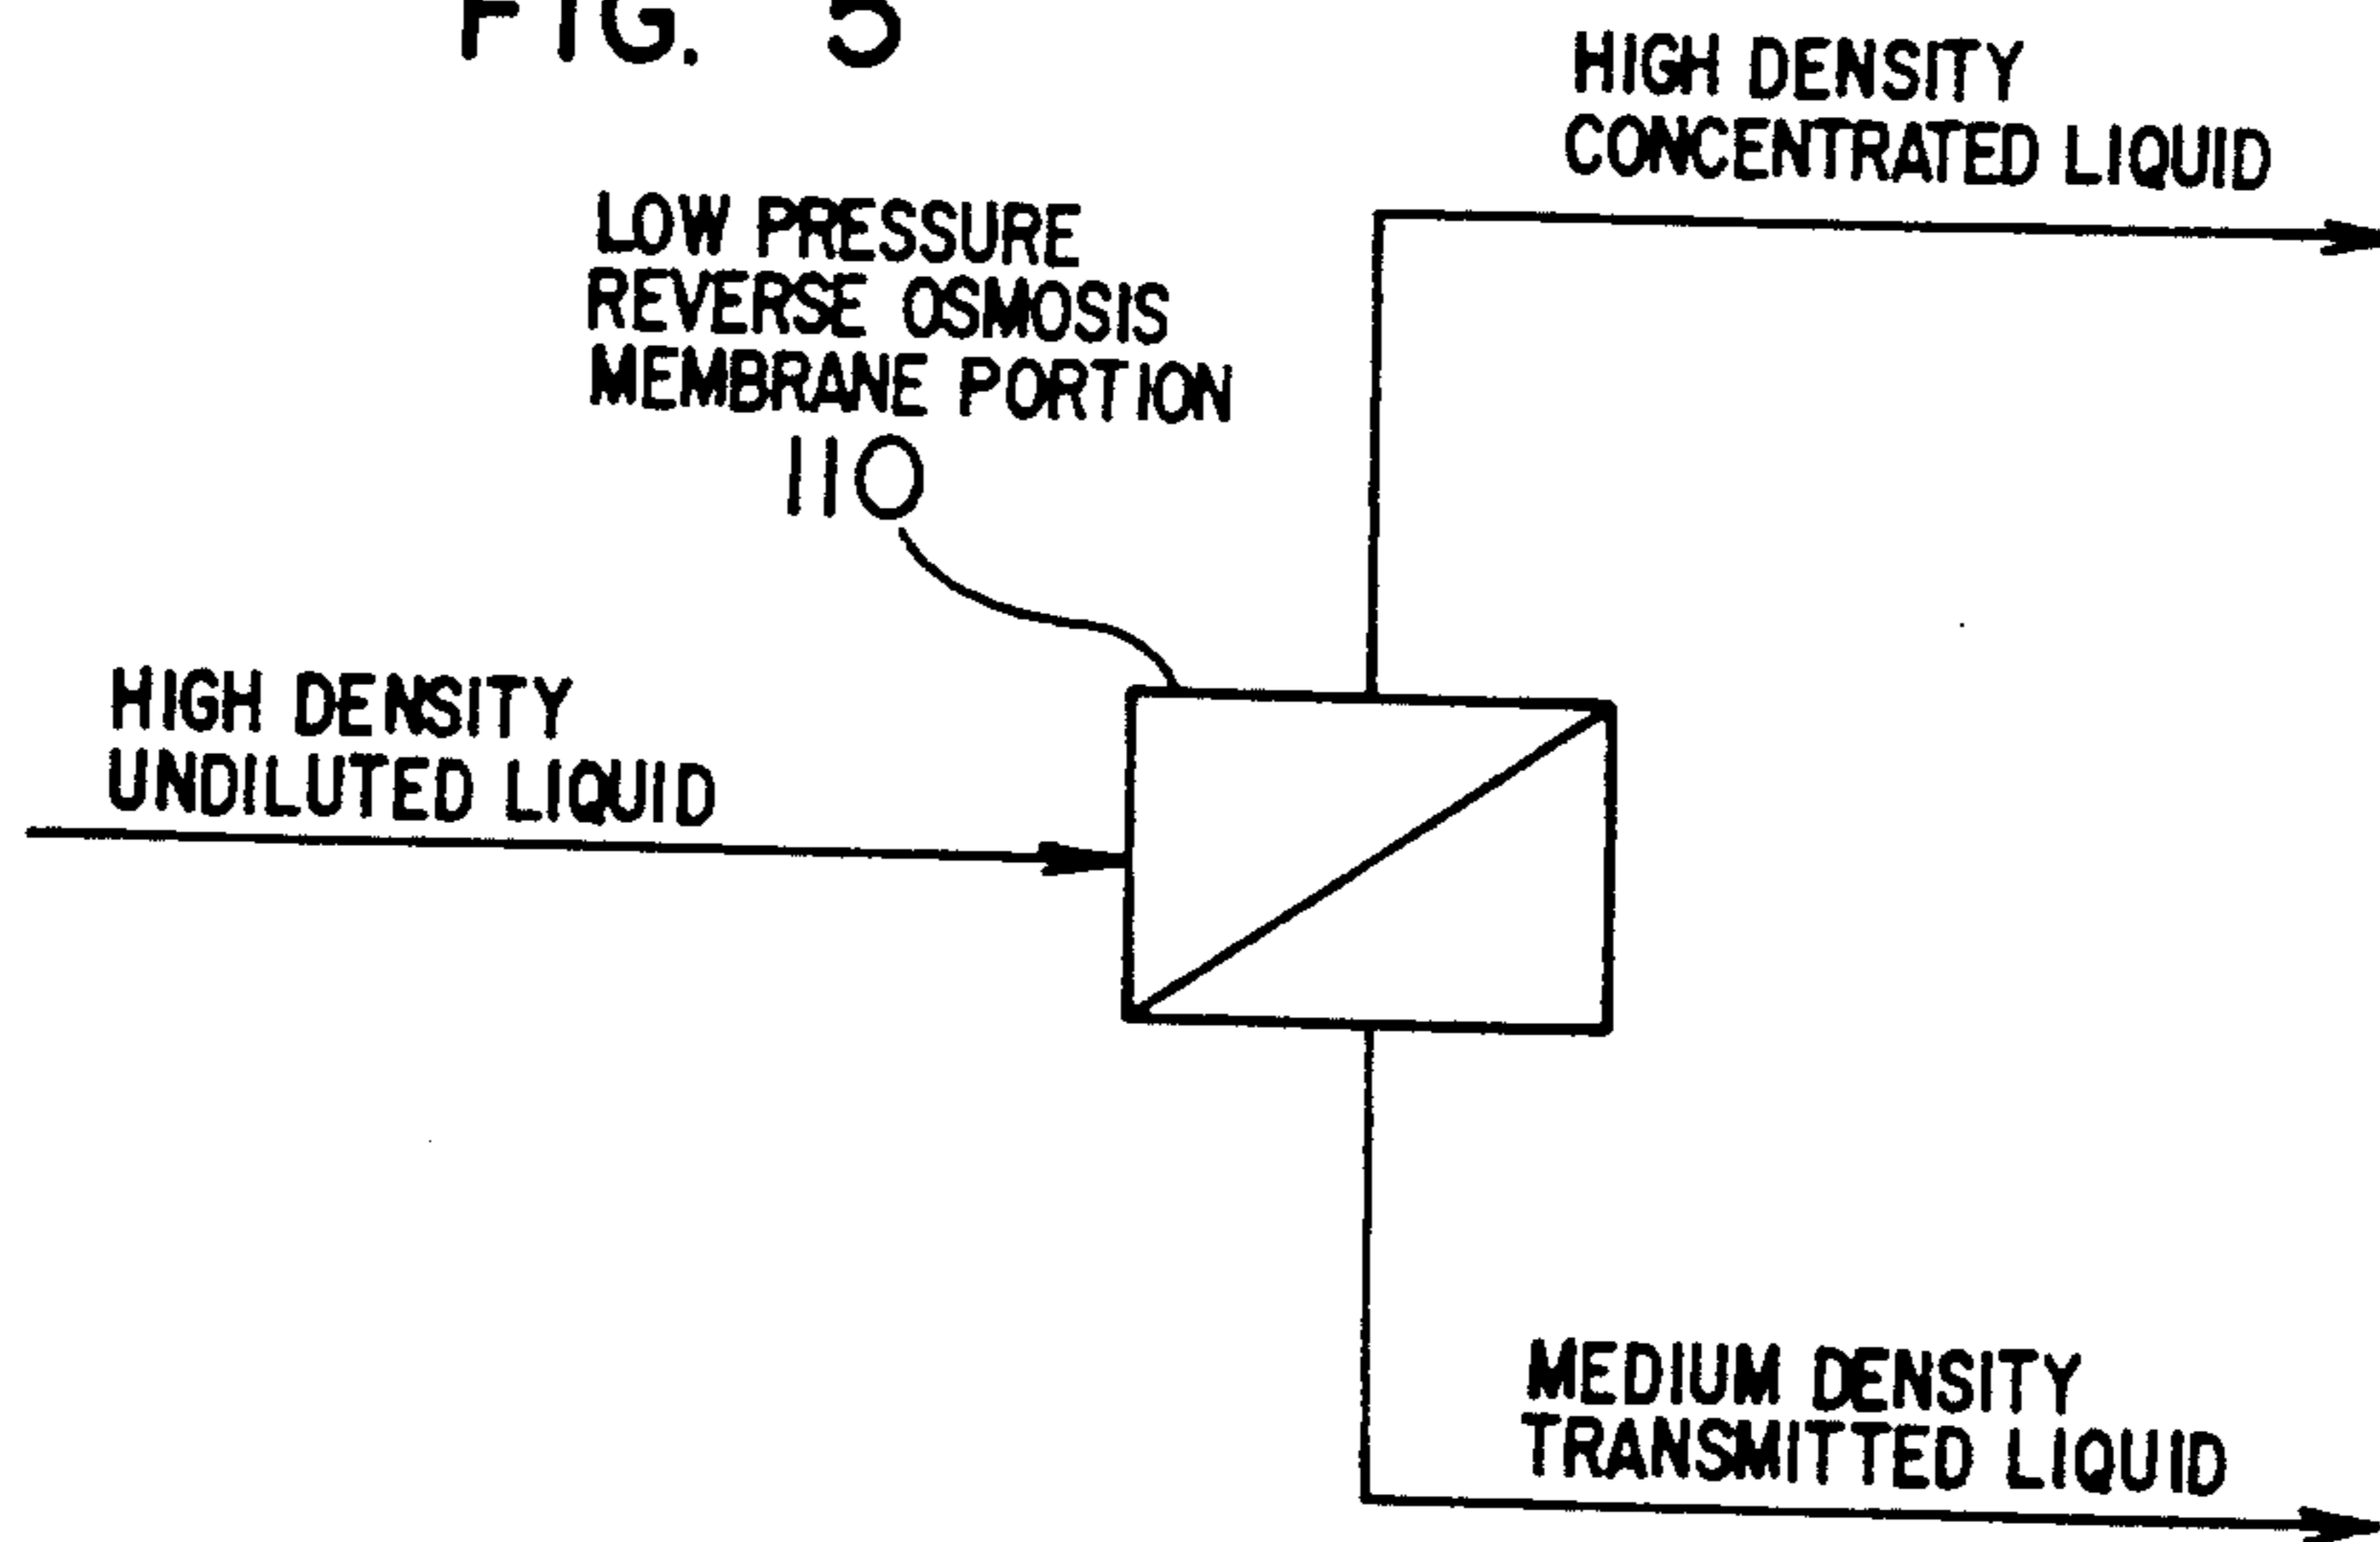 FIG. 5
HIGH DENSITY
CONCENTRATED LIQUID
LOW PRESSURE
REVERSE OSMOSIS
MEMBRANE PORTION
110
HIGH DENSITY
UNDILUTED LIQUID
MEDIUM DENSITY
TRANSMITTED LIQUID